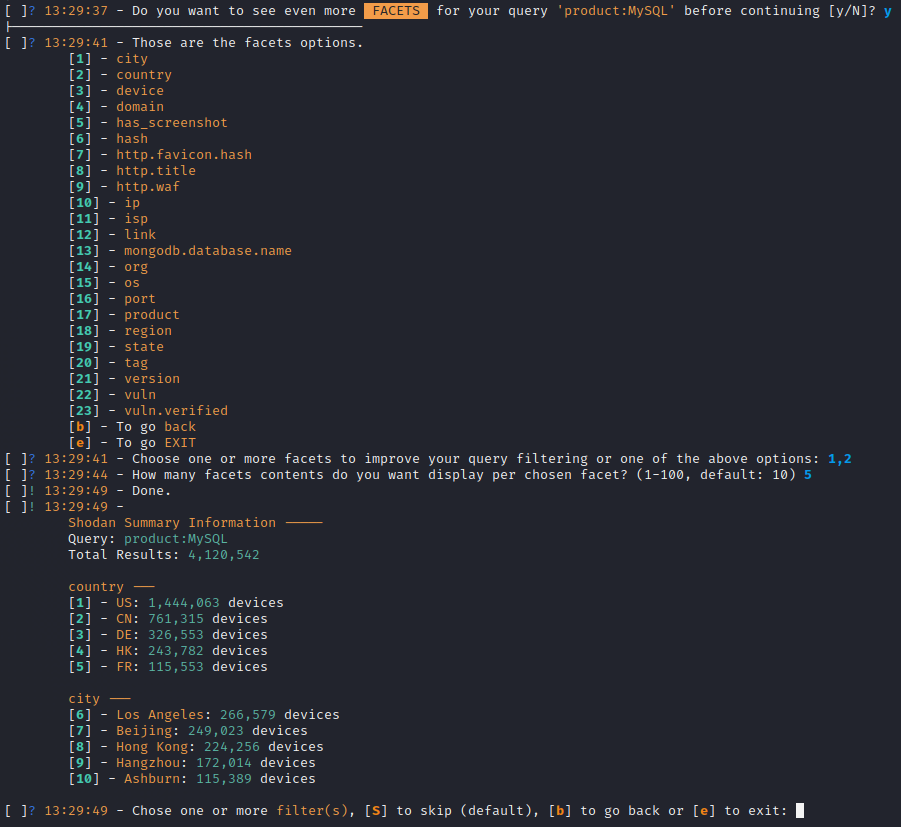 [ ]? 13:29:37 - Do you want to see even more FACETS for your query 'product:MySQL' before continuing [y/N]? y
[ ]? 13:29:41 - Those are the facets options.
[1] - city
[2] - country
[3] - device
[4] - domain
[5] - has_screenshot
[6] - hash
[7] - http.favicon.hash
[8] - http.title
[9] - http.waf
[10] - ip
[11] - isp
[12] - link
[13] - mongodb.database.name
[14] - org
[15] - os
[16] - port
[17] - product
[18] - region
[19] - state
[20] - tag
[21] - version
[22] - vuln
[23] - vuln.verified
[b] - To go back
[e] - To go EXIT
[ ]? 13:29:41 - Choose one or more facets to improve your query filtering or one of the above options: 1,2
[ ]? 13:29:44 - How many facets contents do you want display per chosen facet? (1-100, default: 10) 5
[ ]! 13:29:49 - Done.
[ ]! 13:29:49 -
Shodan Summary Information ─────
Query: product:MySQL
Total Results: 4,120,542
country ───
[1] - US: 1,444,063 devices
[2] - CN: 761,315 devices
[3] - DE: 326,553 devices
[4] - HK: 243,782 devices
[5] - FR: 115,553 devices
city ───
[6] - Los Angeles: 266,579 devices
[7] - Beijing: 249,023 devices
[8] - Hong Kong: 224,256 devices
[9] - Hangzhou: 172,014 devices
[10] - Ashburn: 115,389 devices
[ ]? 13:29:49 - Chose one or more filter(s), [S] to skip (default), [b] to go back or [e] to exit: